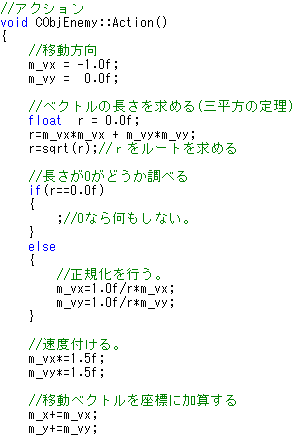 //アクション
void CObjEnemy::Action()
{
//移動方向
m_vx = -1.0f;
m_vy =  0.0f;
//ベクトルの長さを求める(三平方の定理)
float  r = 0.0f;
r=m_vx*m_vx + m_vy*m_vy;
r=sqrt(r);//ｒをルートを求める
//長さが0がどうか調べる
if(r==0.0f)
{
;//0なら何もしない。
}
else
{
//正規化を行う。
m_vx=1.0f/r*m_vx;
m_vy=1.0f/r*m_vy;
}
//速度付ける。
m_vx*=1.5f;
m_vy*=1.5f;
//移動ベクトルを座標に加算する
m_x+=m_vx;
m_y+=m_vy;